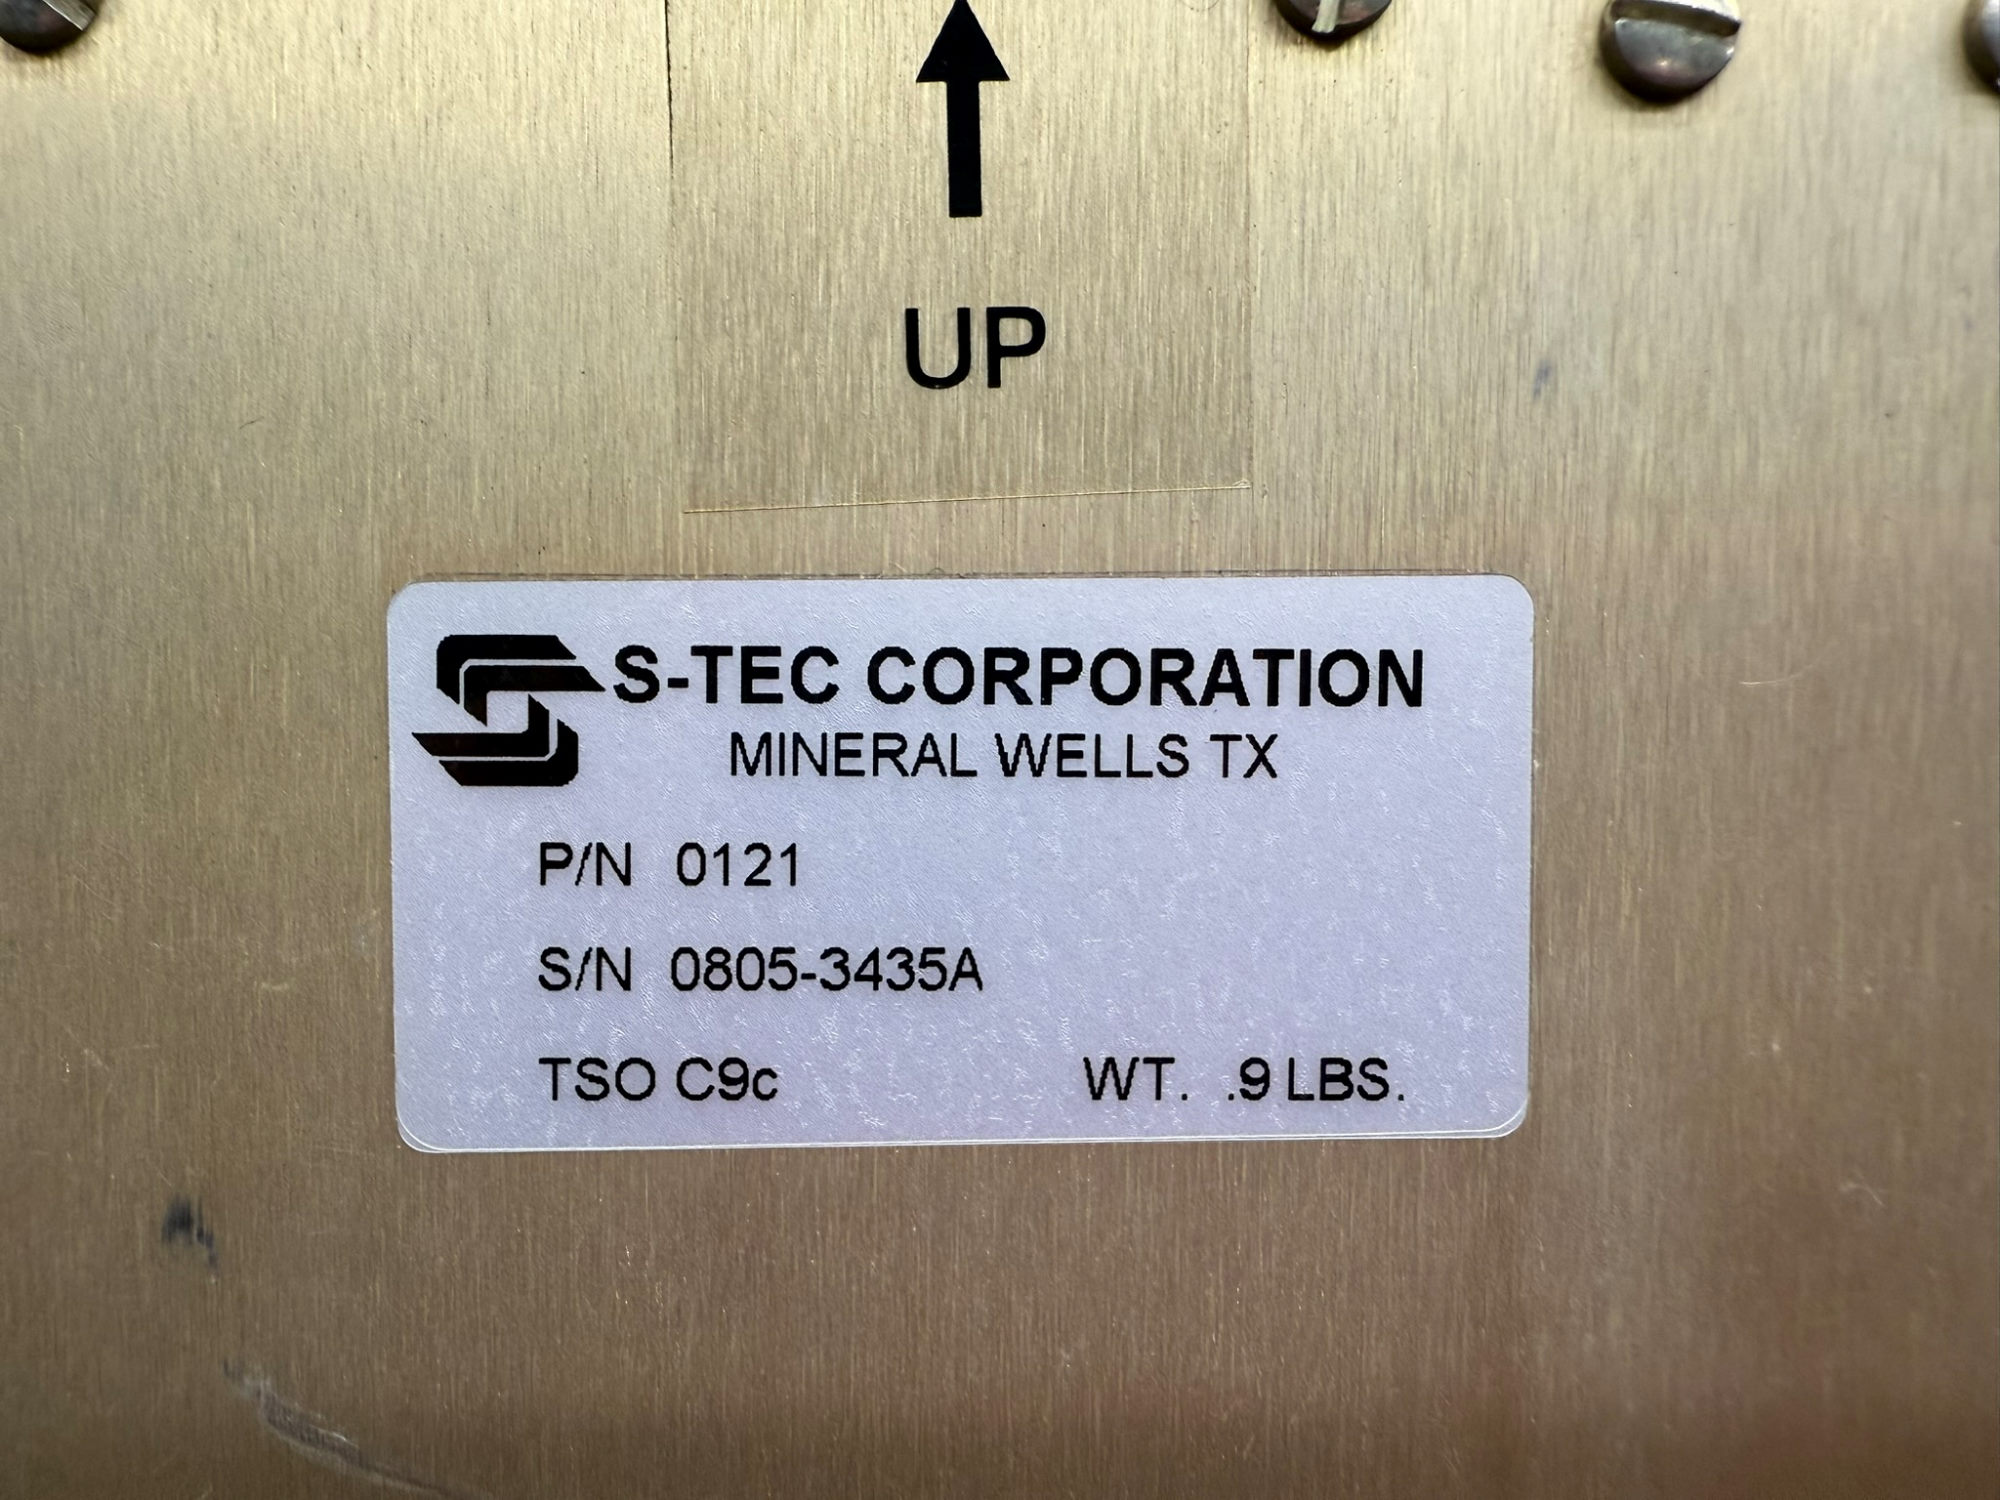 UP
S-TEC CORPORATION
MINERAL WELLS TX
P/N 0121
S/N 0805-3435A
TSO C9c WT. .9 LBS.